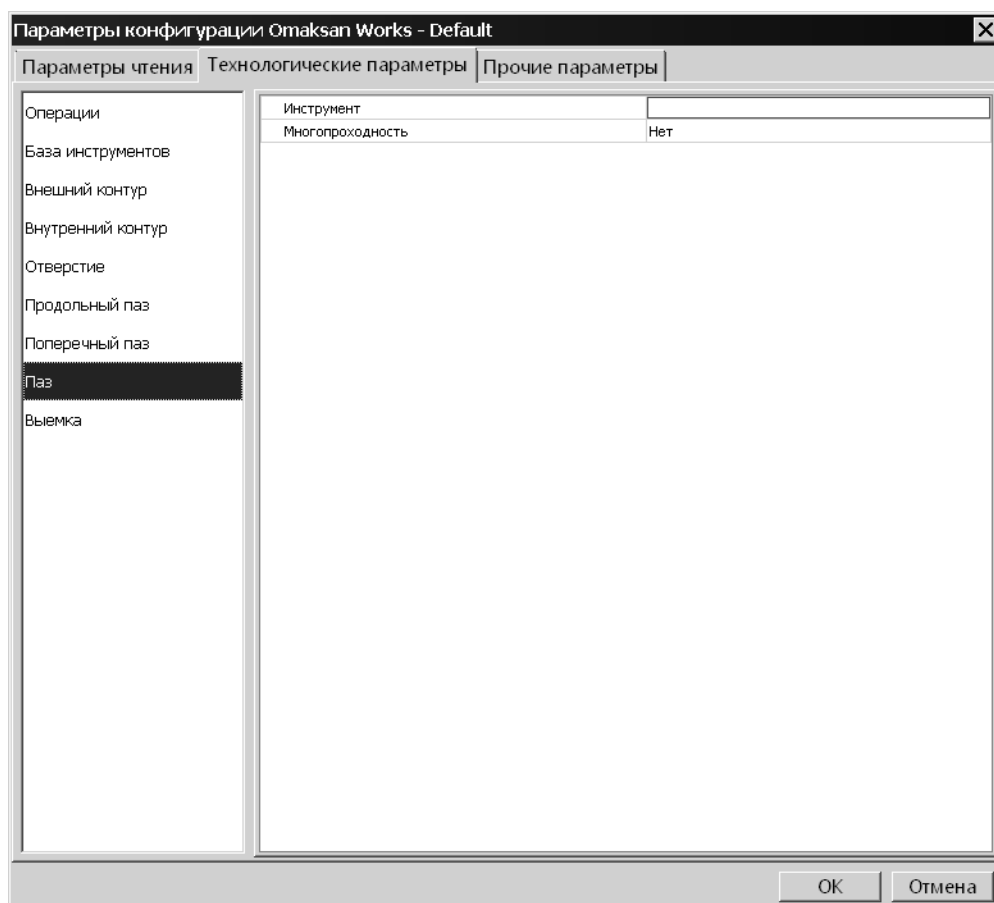 Параметры конфигурации Omaksan Works - Default
Параметры чтения Технологические параметры Прочие параметры
Операции
База инструментов
Внешний контур
Внутренний контур
Отверстие
Продольный паз
Поперечный паз
Паз
Выемка
Инструмент
Многопроходность Нет
OK Отмена